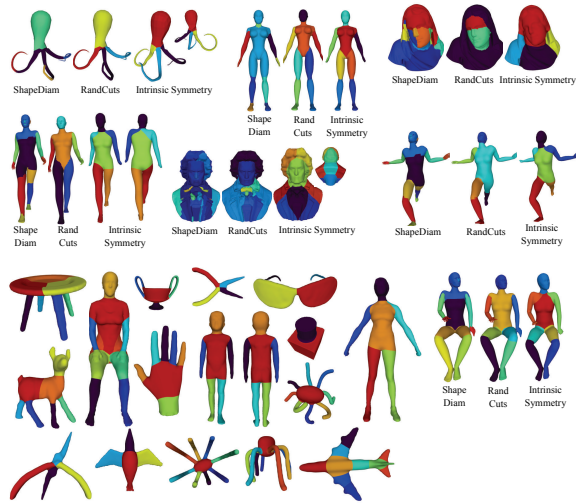 ShapeDiam
RandCuts
Intrinsic Symmetry
Shape
Diam
Rand
Cuts
Intrinsic
Symmetry
ShapeDiam
RandCuts
Intrinsic Symmetry
Shape
Diam
Rand
Cuts
Intrinsic
Symmetry
ShapeDiam
RandCuts
Intrinsic Symmetry
ShapeDiam
RandCuts
Intrinsic Symmetry
Shape
Diam
Rand
Cuts
Intrinsic
Symmetry